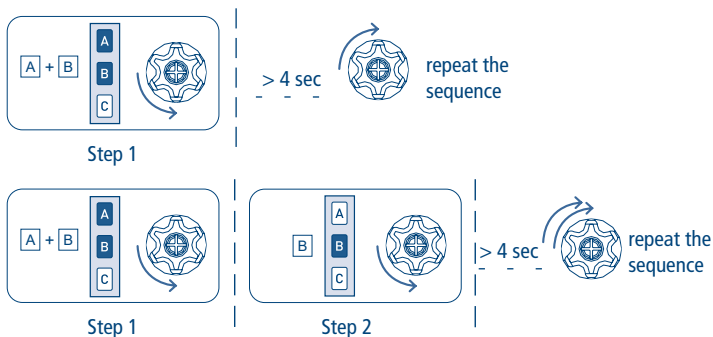 A + B
A
B
C
> 4 sec
repeat the
sequence
Step 1
A + B
A
B
C
B
A
B
C
> 4 sec
repeat the
sequence
Step 1
Step 2